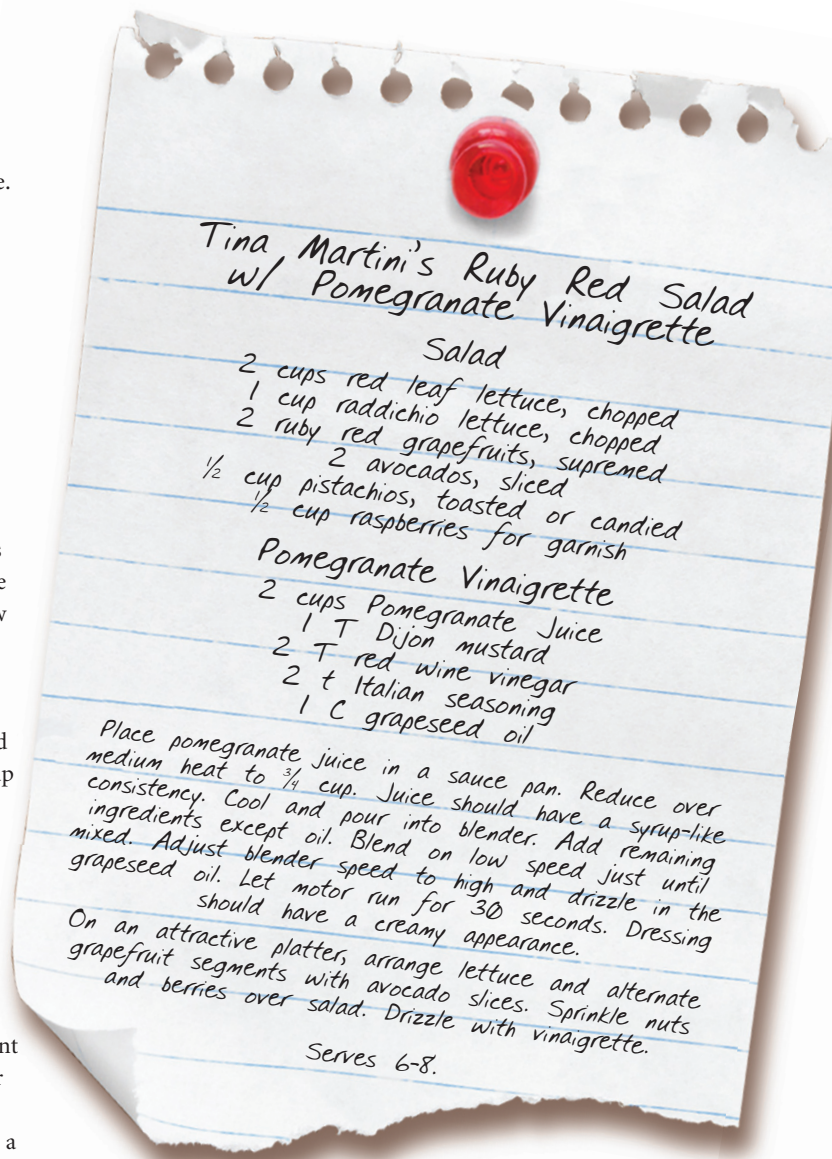 e.
s
e
w
d
up
nt
r
a
Tina Martini's Ruby Red Salad
w/ Pomegranate Vinaigrette
Salad
2 cups red leaf lettuce, chopped
1 cup raddichio lettuce, chopped
2 ruby red grapefruits, supremed
2 avocados, sliced
1/2 cup pistachios, toasted or candied
1/2 cup raspberries for garnish
Pomegranate Vinaigrette
2 cups Pomegranate Juice
1 T Dijon mustard
2 T red wine vinegar
2 t Italian seasoning
1 C grapeseed oil
Place pomegranate juice in a sauce pan. Reduce over
medium heat to 3/4 cup. Juice should have a syrup-like
consistency. Cool and pour into blender. Add remaining
ingredients except oil. Blend on low speed just until
mixed. Adjust blender speed to high and drizzle in the
grapeseed oil. Let motor run for 30 seconds. Dressing
should have a creamy appearance.
On an attractive platter, arrange lettuce and alternate
grapefruit segments with avocado slices. Sprinkle nuts
and berries over salad. Drizzle with vinaigrette.
Serves 6-8.